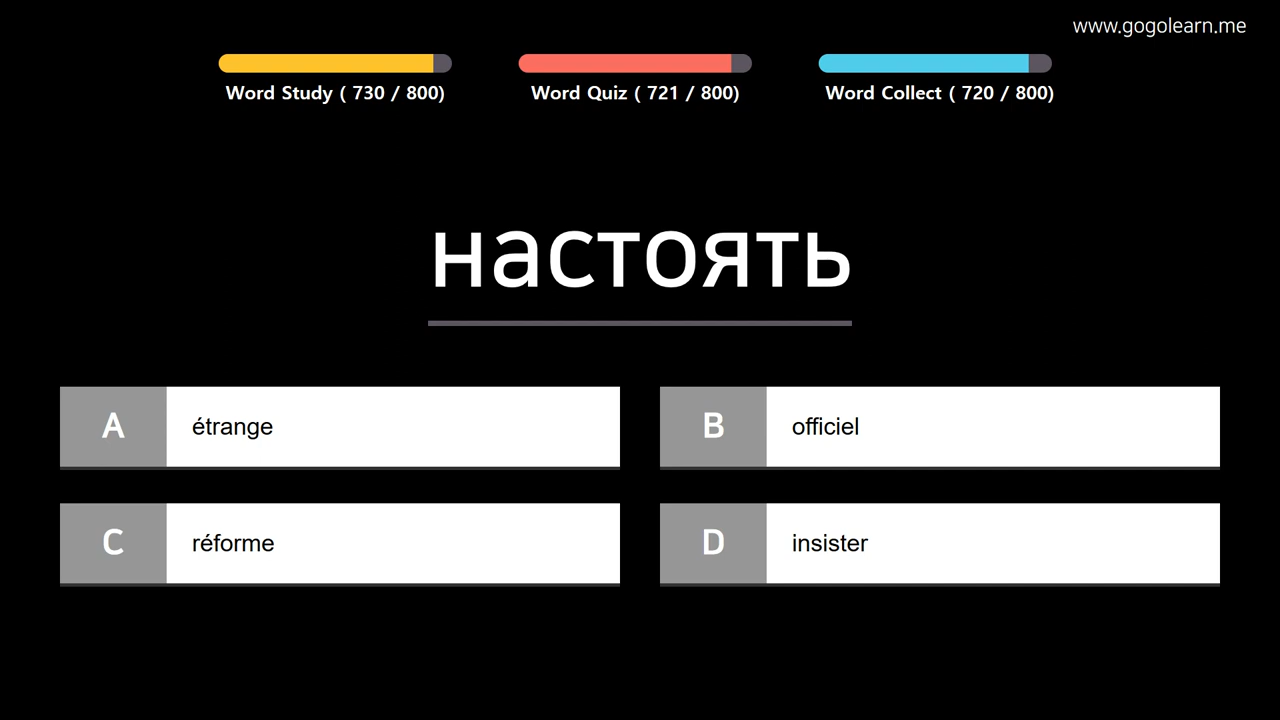 www.gogolearn.me
Word Study ( 730 / 800)
Word Quiz ( 721 / 800)
Word Collect ( 720 / 800)
настоять
A étrange
B officiel
C réforme
D insister